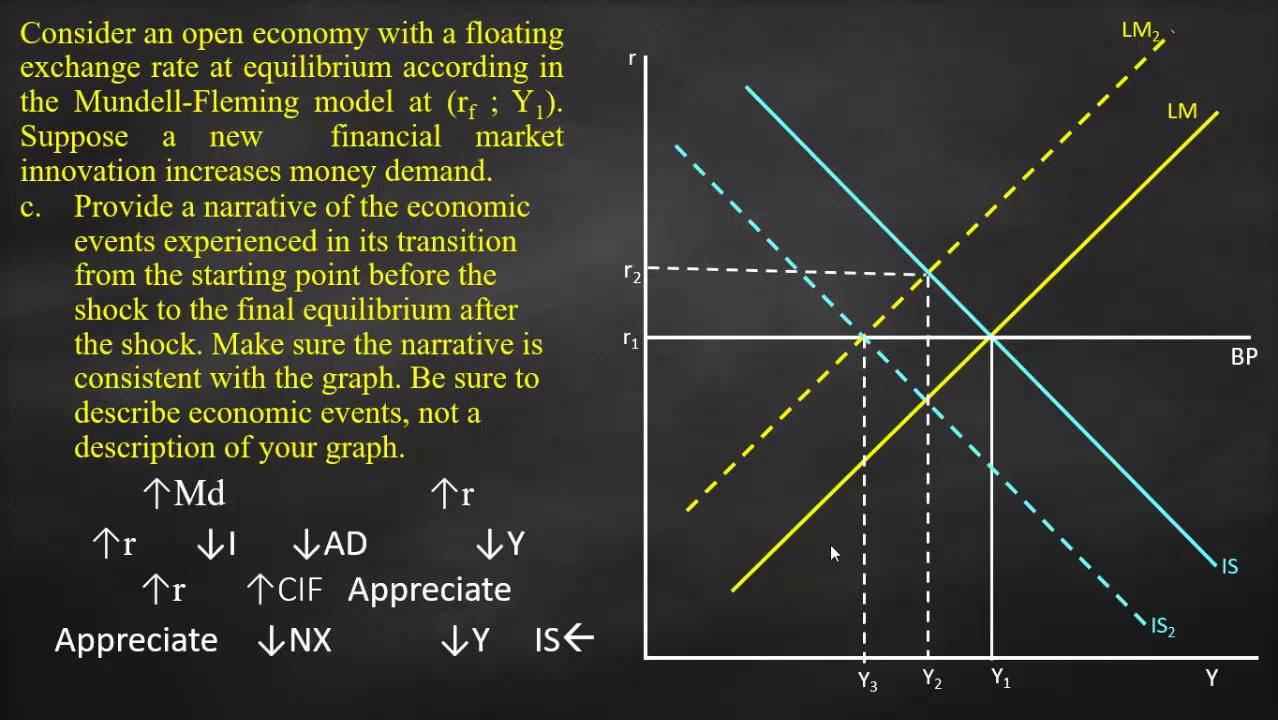 Consider an open economy with a floating
exchange rate at equilibrium according in
the Mundell-Fleming model at (rf ; Y1).
Suppose a new financial market
innovation increases money demand.
c. Provide a narrative of the economic
events experienced in its transition
from the starting point before the
shock to the final equilibrium after
the shock. Make sure the narrative is
consistent with the graph. Be sure to
describe economic events, not a
description of your graph.
↑Md ↑r
↑r ↓I ↓AD ↓Y
↑r ↑CIF Appreciate
Appreciate ↓NX ↓Y IS←
LM2
r
LM
r2
r1
BP
IS
IS2
Y3 Y2 Y1 Y